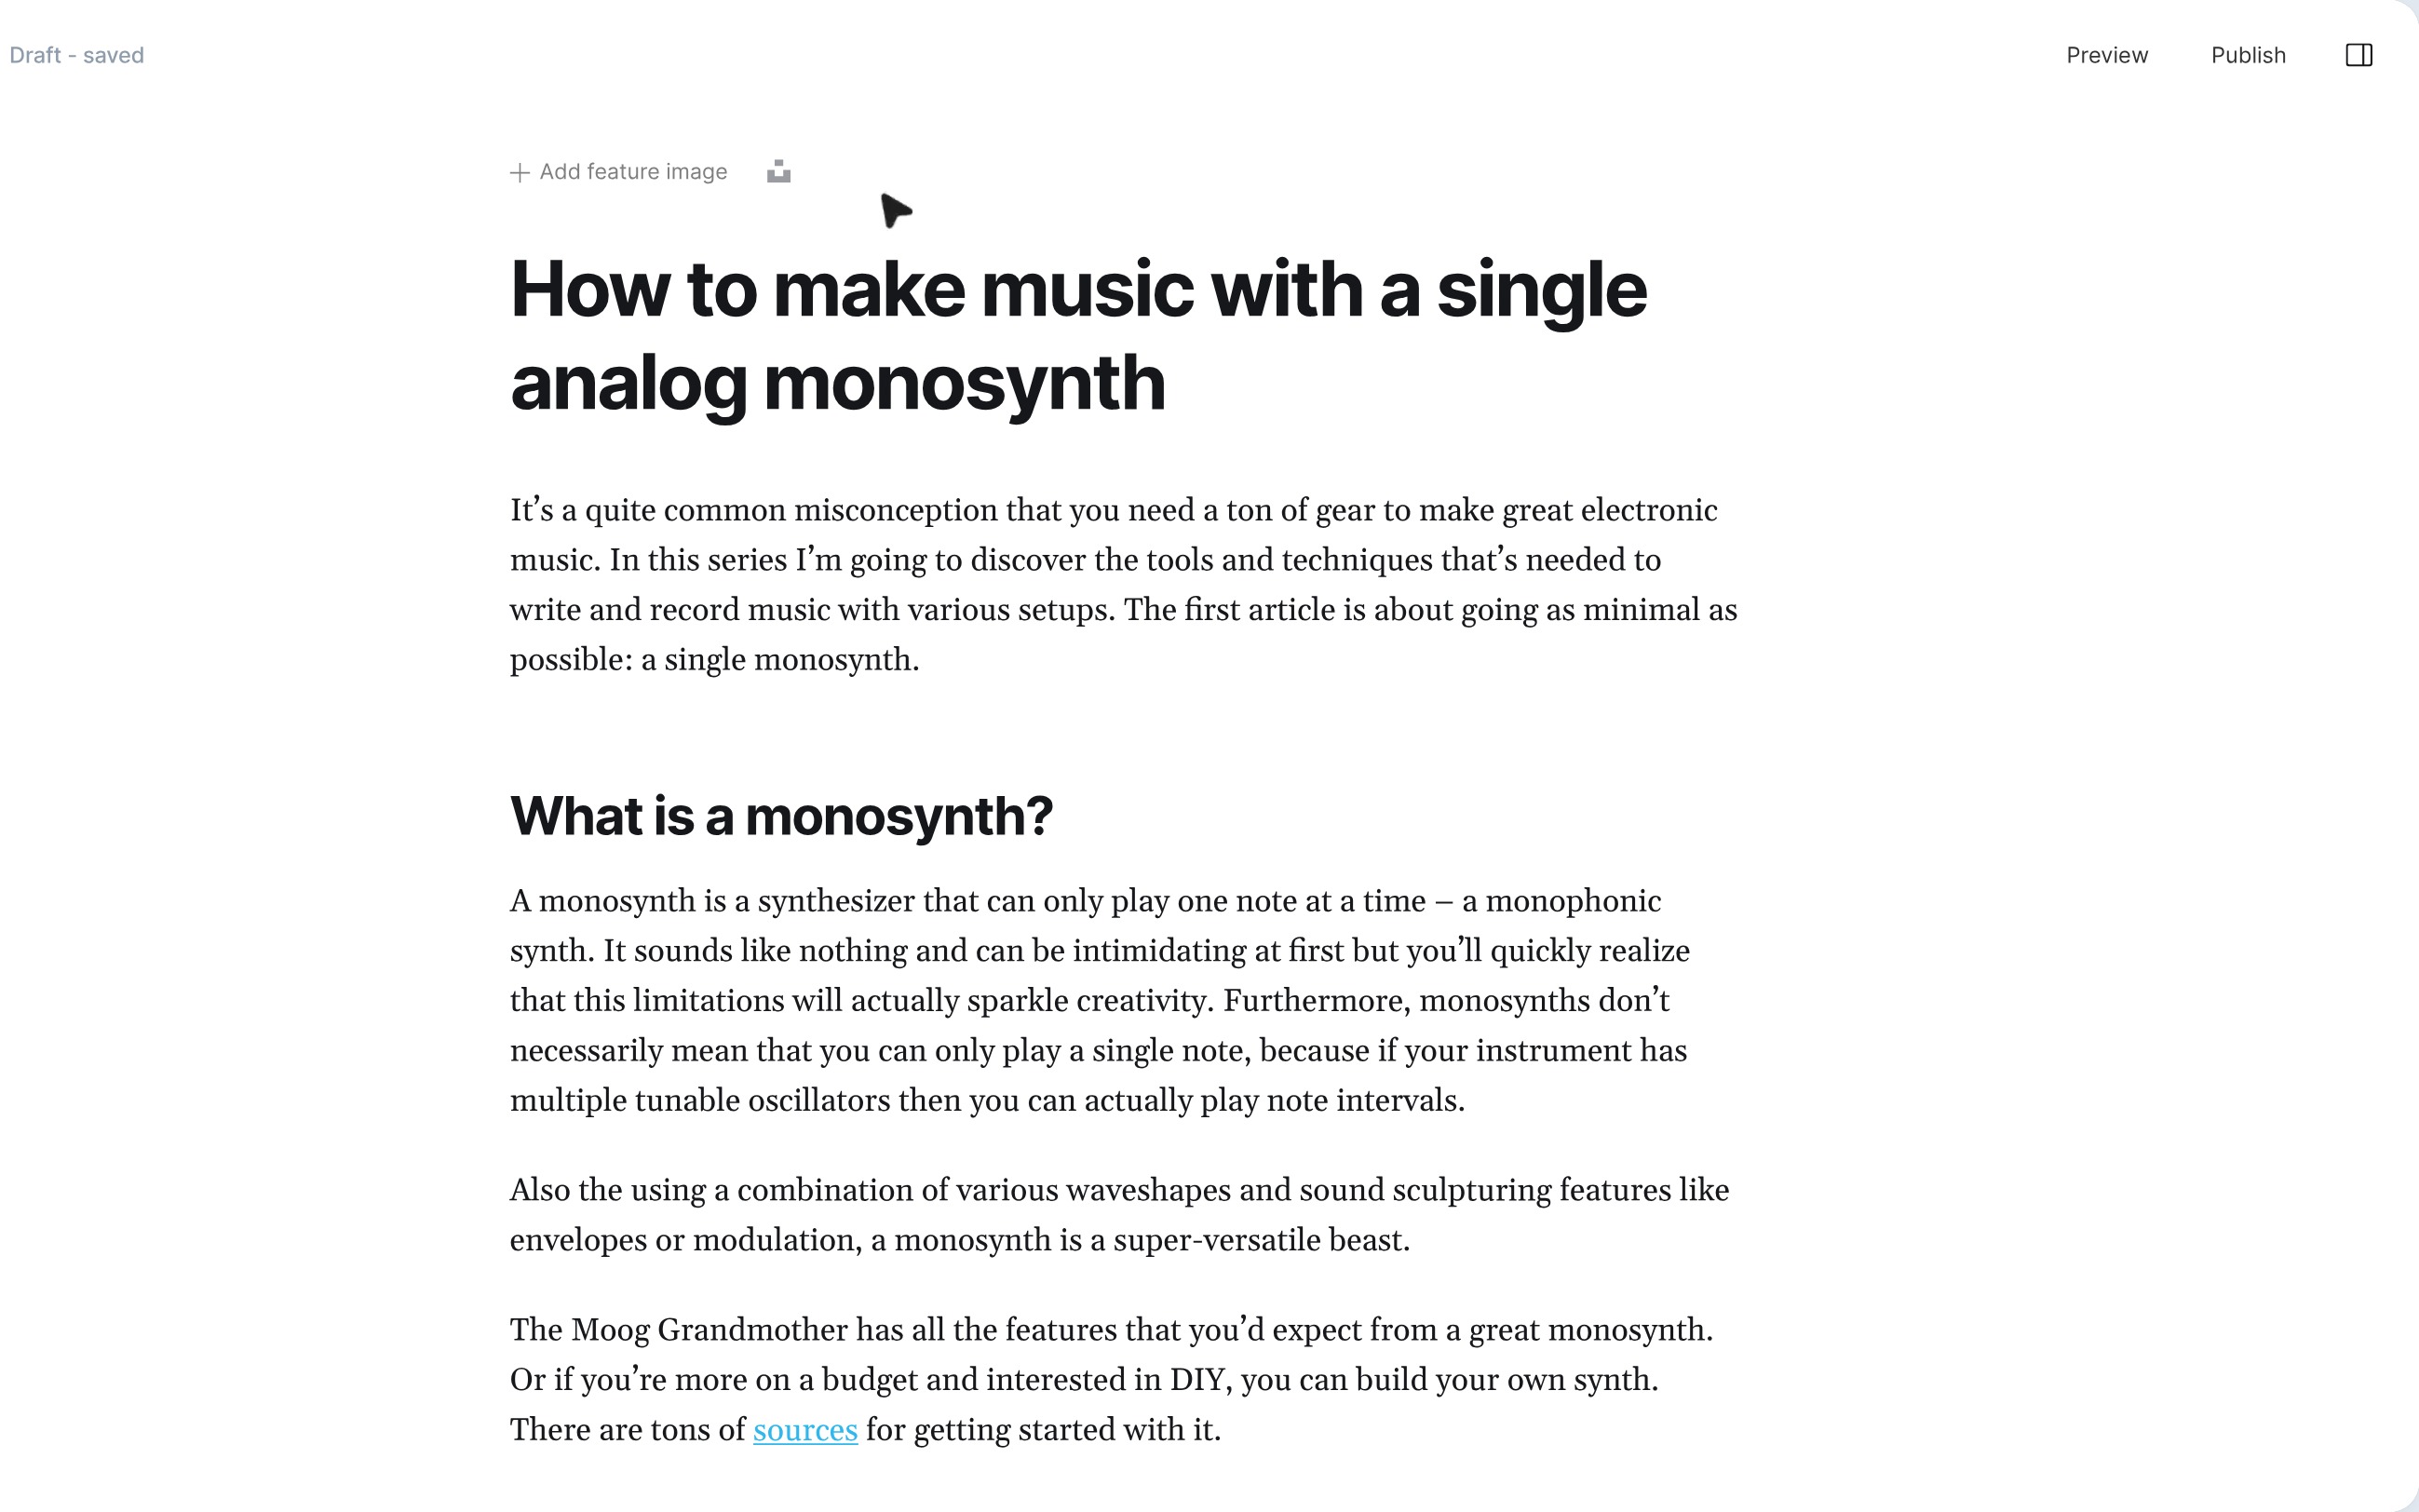 Draft - saved
Preview
Publish
Add feature image
How to make music with a single
analog monosynth
It’s a quite common misconception that you need a ton of gear to make great electronic
music. In this series I’m going to discover the tools and techniques that’s needed to
write and record music with various setups. The first article is about going as minimal as
possible: a single monosynth.
What is a monosynth?
A monosynth is a synthesizer that can only play one note at a time – a monophonic
synth. It sounds like nothing and can be intimidating at first but you’ll quickly realize
that this limitations will actually sparkle creativity. Furthermore, monosynths don’t
necessarily mean that you can only play a single note, because if your instrument has
multiple tunable oscillators then you can actually play note intervals.
Also the using a combination of various waveshapes and sound sculpturing features like
envelopes or modulation, a monosynth is a super-versatile beast.
The Moog Grandmother has all the features that you’d expect from a great monosynth.
Or if you’re more on a budget and interested in DIY, you can build your own synth.
There are tons of sources for getting started with it.